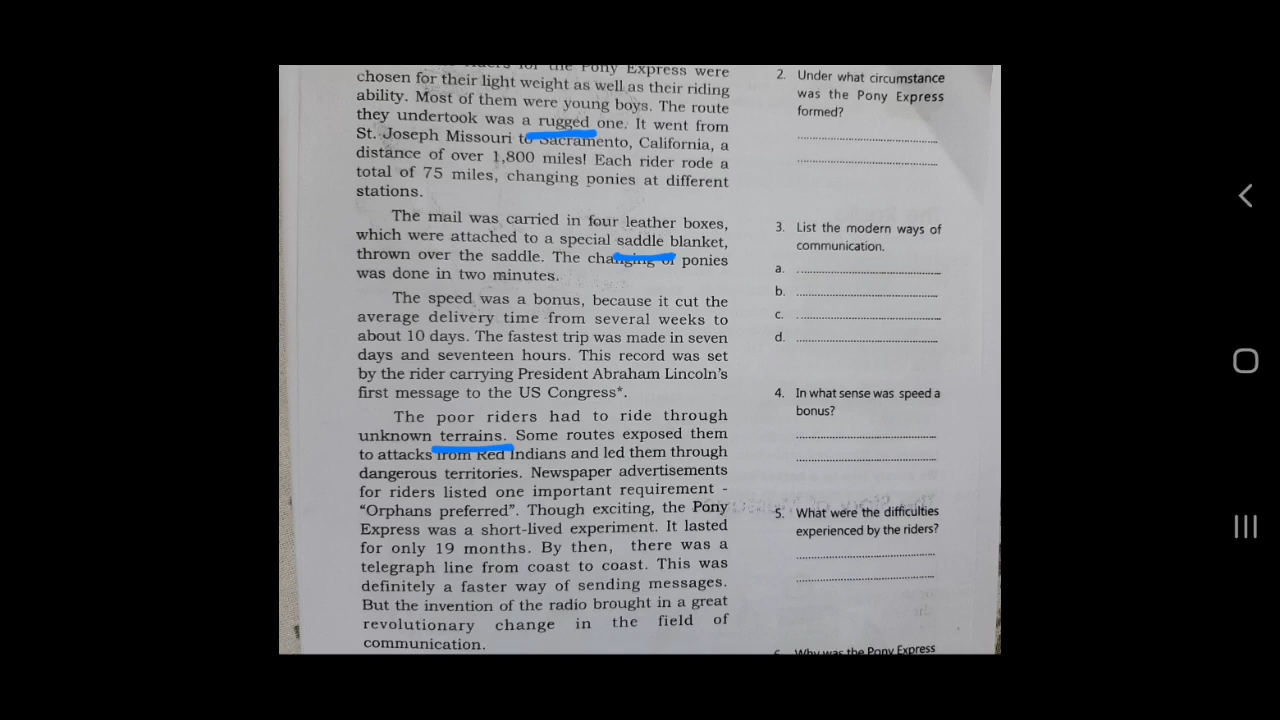 Riders for the Pony Express were
chosen for their light weight as well as their riding
ability. Most of them were young boys. The route
they undertook was a rugged one. It went from
St. Joseph Missouri to Sacramento, California, a
distance of over 1,800 miles! Each rider rode a
total of 75 miles, changing ponies at different
stations.
The mail was carried in four leather boxes,
which were attached to a special saddle blanket,
thrown over the saddle. The changing of ponies
was done in two minutes.
The speed was a bonus, because it cut the
average delivery time from several weeks to
about 10 days. The fastest trip was made in seven
days and seventeen hours. This record was set
by the rider carrying President Abraham Lincoln's
first message to the US Congress*.
The poor riders had to ride through
unknown terrains. Some routes exposed them
to attacks from Red Indians and led them through
dangerous territories. Newspaper advertisements
for riders listed one important requirement -
“Orphans preferred”. Though exciting, the Pony
Express was a short-lived experiment. It lasted
for only 19 months. By then, there was a
telegraph line from coast to coast. This was
definitely a faster way of sending messages.
But the invention of the radio brought in a great
revolutionary change in the field of
communication.
2. Under what circumstance
was the Pony Express
formed?
3. List the modern ways of
communication.
a.
b.
c.
d.
4. In what sense was speed a
bonus?
5. What were the difficulties
experienced by the riders?
6. Why was the Pony Express